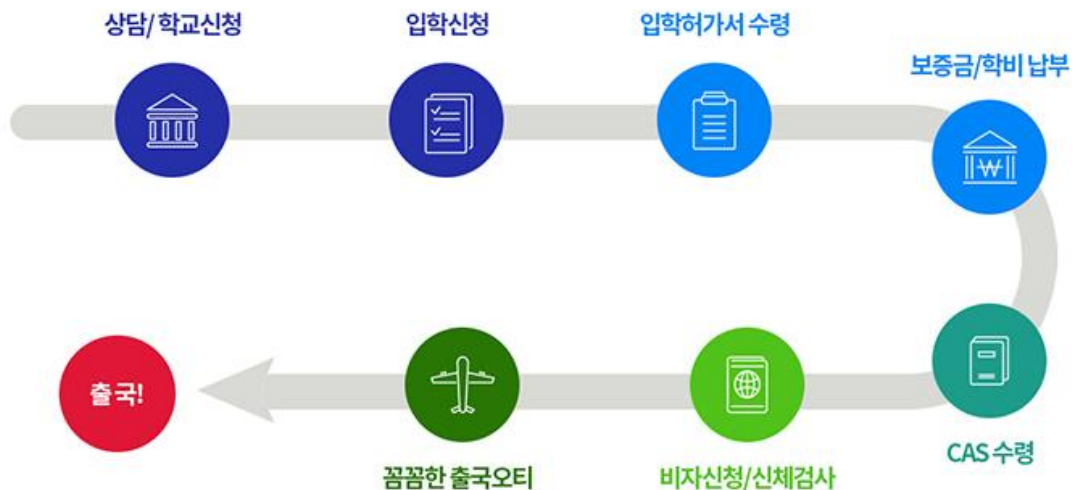 상담/ 학교신청
입학신청
입학허가서 수령
보증금/학비 납부
₩
CAS 수령
비자신청/신체검사
꼼꼼한 출국오티
출국!